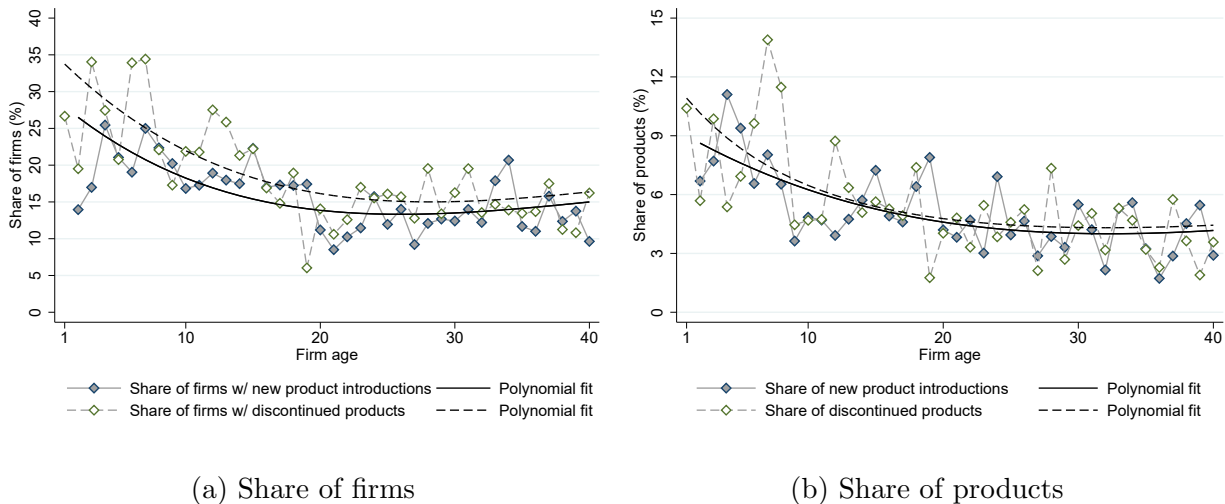 Share of firms (%)
40
35
30
25
20
15
10
5
0
1 10 20 30 40
Firm age
Share of firms w/ new product introductions Polynomial fit
Share of firms w/ discontinued products Polynomial fit
(a) Share of firms
Share of products (%)
15
12
9
6
3
0
1 10 20 30 40
Firm age
Share of new product introductions Polynomial fit
Share of discontinued products Polynomial fit
(b) Share of products